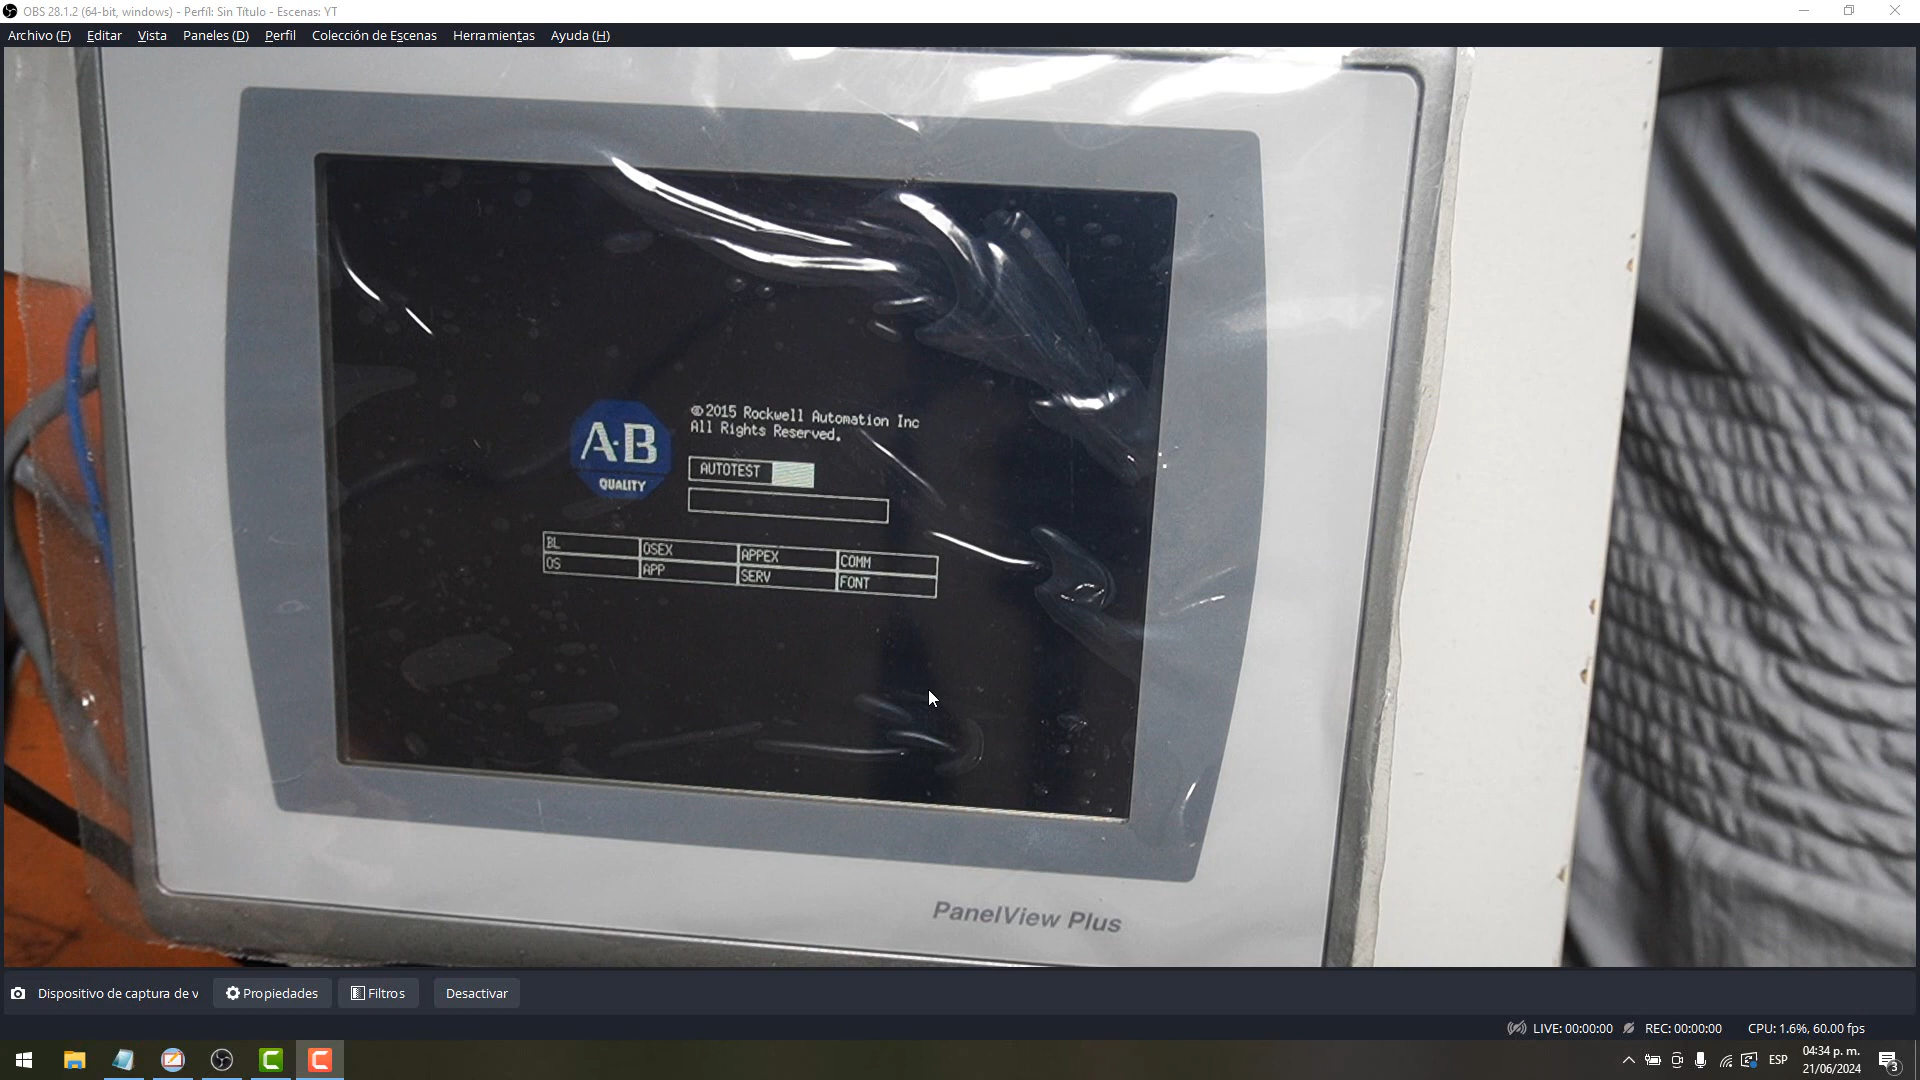 OBS 28.1.2 (64-bit, windows) - Perfil: Sin Título - Escenas: YT
Archivo (F) Editar Vista Paneles (D) Perfil Colección de Escenas Herramientas Ayuda (H)
©2015 Rockwell Automation Inc
All Rights Reserved.
A·B
QUALITY
AUTOTEST
BL OSEX APPEX COMM
OS APP SERV FONT
PanelView Plus
Dispositivo de captura de v Propiedades Filtros Desactivar
LIVE: 00:00:00 REC: 00:00:00 CPU: 1.6%, 60.00 fps
ESP
04:34 p. m.
21/06/2024
3